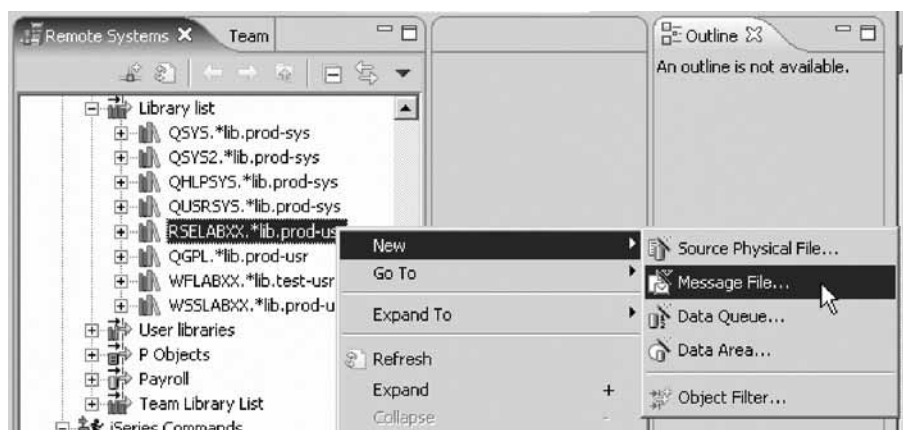 Remote Systems
Team
Outline
An outline is not available.
Library list
QSYS.*lib.prod-sys
QSYS2.*lib.prod-sys
QHLPSYS.*lib.prod-sys
QUSRSYS.*lib.prod-sys
RSELABXX.*lib.prod-us
QGPL.*lib.prod-usr
WFLABXX.*lib.test-usr
WSSLABXX.*lib.prod-u
User libraries
P Objects
Payroll
Team Library List
iSeries Commands
New
Go To
Expand To
Refresh
Expand +
Collapse -
Source Physical File...
Message File...
Data Queue...
Data Area...
Object Filter...